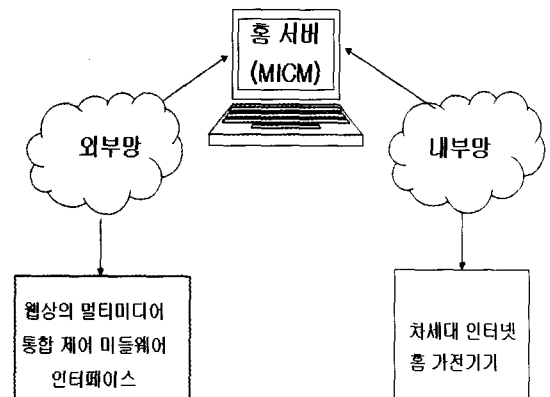 홈 서버
(MICM)
외부망
내부망
웹상의 멀티미디어
통합 제어 미들웨어
인터페이스
차세대 인터넷
홈 가전기기